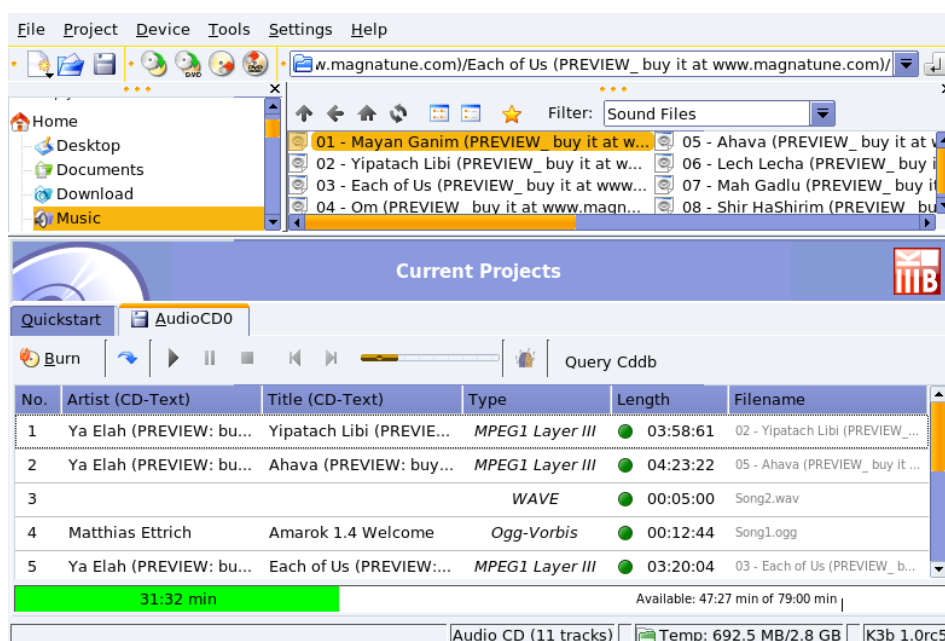 File Project Device Tools Settings Help
w.magnatune.com)/Each of Us (PREVIEW_ buy it at www.magnatune.com)/
Home
Desktop
Documents
Download
Music
Filter: Sound Files
01 - Mayan Ganim (PREVIEW_ buy it at w... 05 - Ahava (PREVIEW_ buy it at
02 - Yipatach Libi (PREVIEW_ buy it at w... 06 - Lech Lecha (PREVIEW_ buy i
03 - Each of Us (PREVIEW_ buy it at www... 07 - Mah Gadlu (PREVIEW_ buy it
04 - Om (PREVIEW_ buy it at www.magn... 08 - Shir HaShirim (PREVIEW_ bu
Current Projects
K3B
Quickstart AudioCD0
Burn Query Cddb
No. Artist (CD-Text) Title (CD-Text) Type Length Filename
1 Ya Elah (PREVIEW: bu... Yipatach Libi (PREVIE... MPEG1 Layer III 03:58:61 02 - Yipatach Libi (PREVIEW_...
2 Ya Elah (PREVIEW: bu... Ahava (PREVIEW: buy... MPEG1 Layer III 04:23:22 05 - Ahava (PREVIEW_ buy it ...
3 WAVE 00:05:00 Song2.wav
4 Matthias Ettrich Amarok 1.4 Welcome Ogg-Vorbis 00:12:44 Song1.ogg
5 Ya Elah (PREVIEW: bu... Each of Us (PREVIEW:... MPEG1 Layer III 03:20:04 03 - Each of Us (PREVIEW_ b...
31:32 min Available: 47:27 min of 79:00 min
Audio CD (11 tracks) Temp: 692.5 MB/2.8 GB K3b 1.0rc5